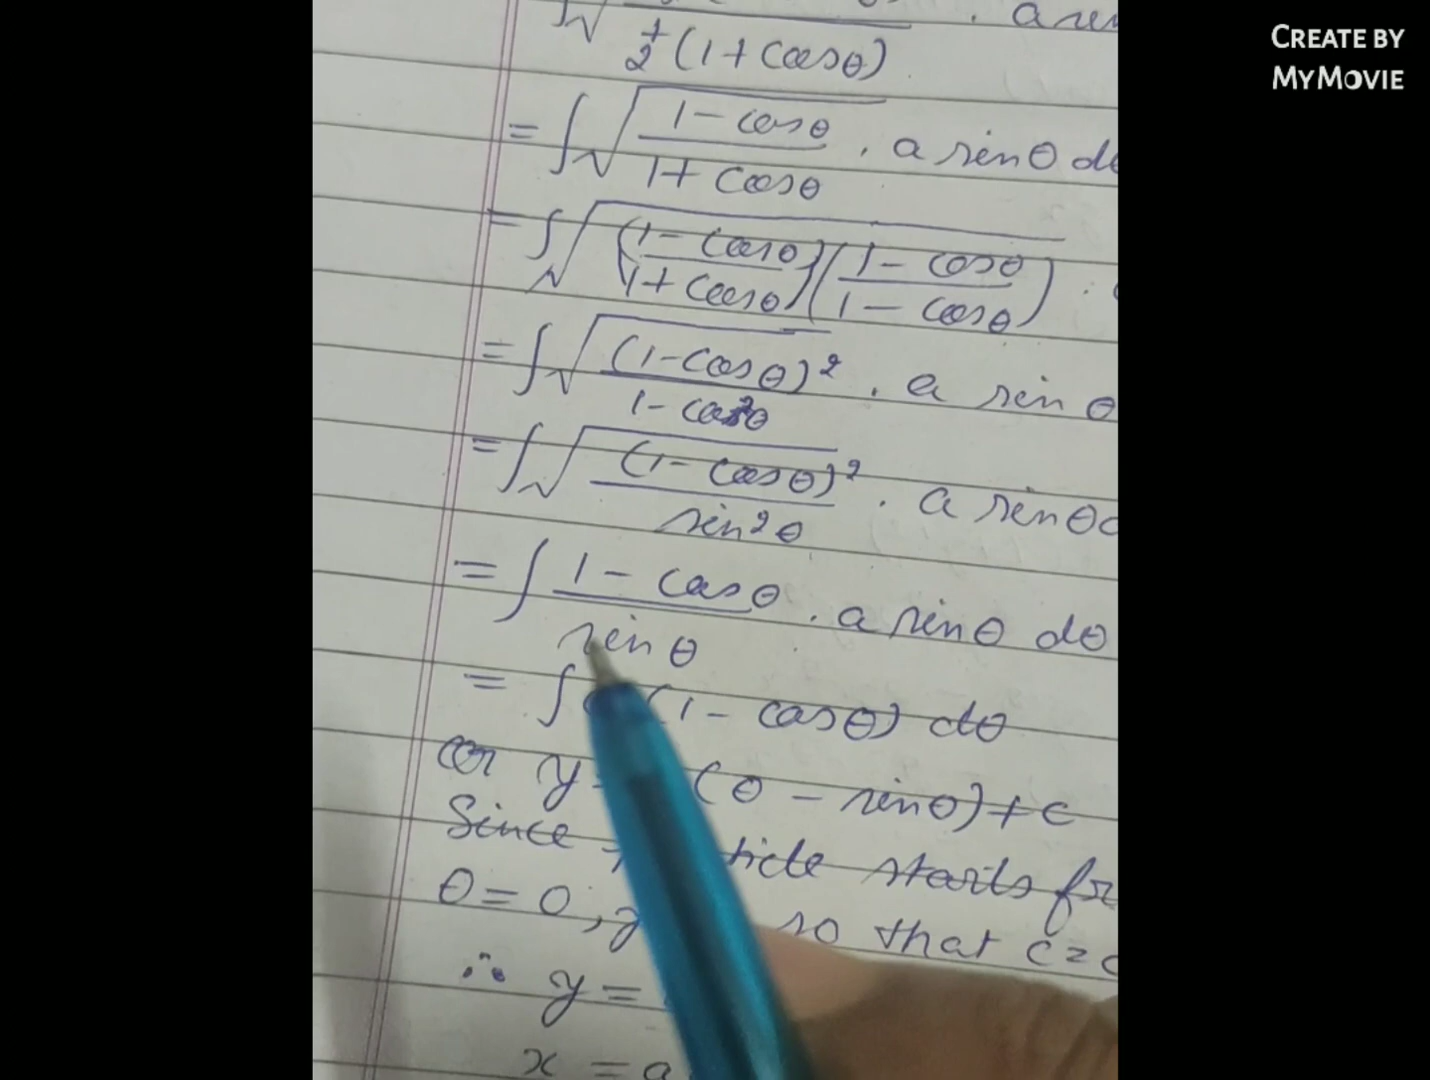 CREATE BY
MYMOVIE
1/2 (1+cosθ)
= ∫ √(1-cosθ / 1+cosθ) . a sinθ
= ∫ √((1-cosθ / 1+cosθ)(1-cosθ / 1-cosθ)) .
= ∫ √((1-cosθ)² / 1-cos²θ) . a sin θ
= ∫ √((1-cosθ)² / sin²θ) . a sinθ
= ∫ 1-cosθ / sinθ . a sinθ dθ
= ∫ (1-cosθ) dθ
or y (θ - sinθ)+c
Since starts
θ=0, so that c=
∴ y=
x = a